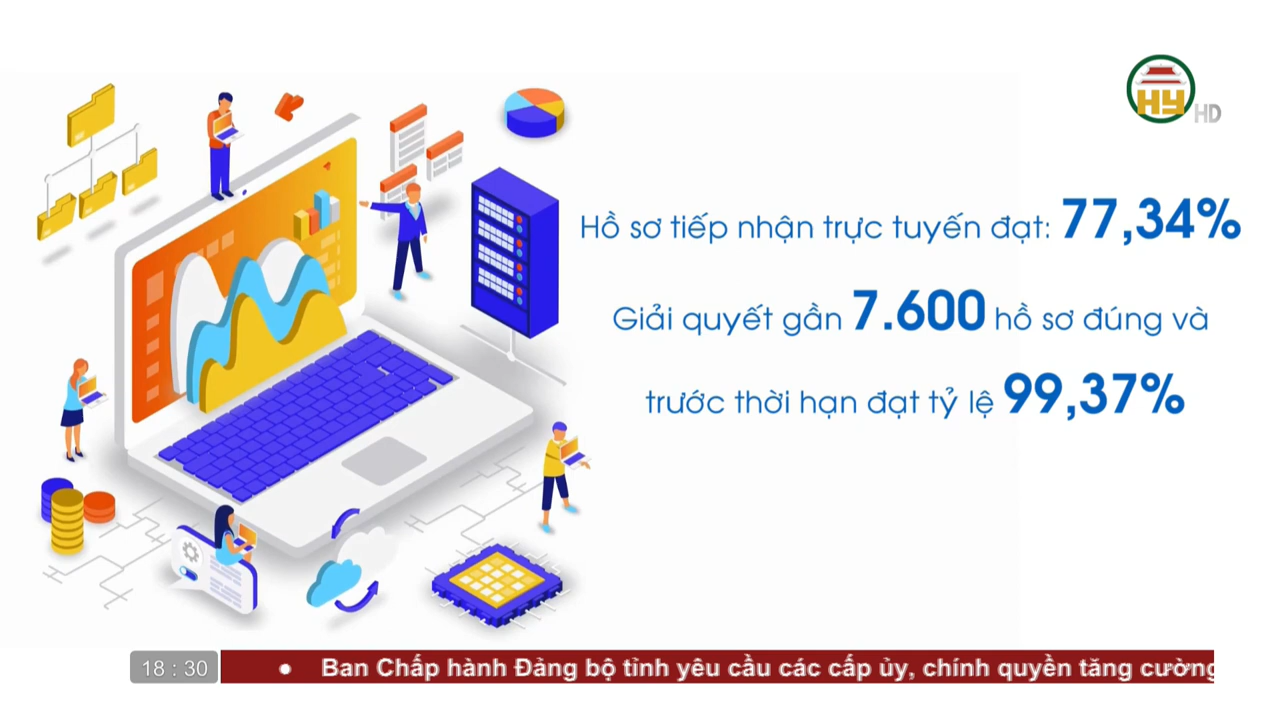 HY HD
Hồ sơ tiếp nhận trực tuyến đạt: 77,34%
Giải quyết gần 7.600 hồ sơ đúng và
trước thời hạn đạt tỷ lệ 99,37%
18 : 30 • Ban Chấp hành Đảng bộ tỉnh yêu cầu các cấp ủy, chính quyền tăng cường